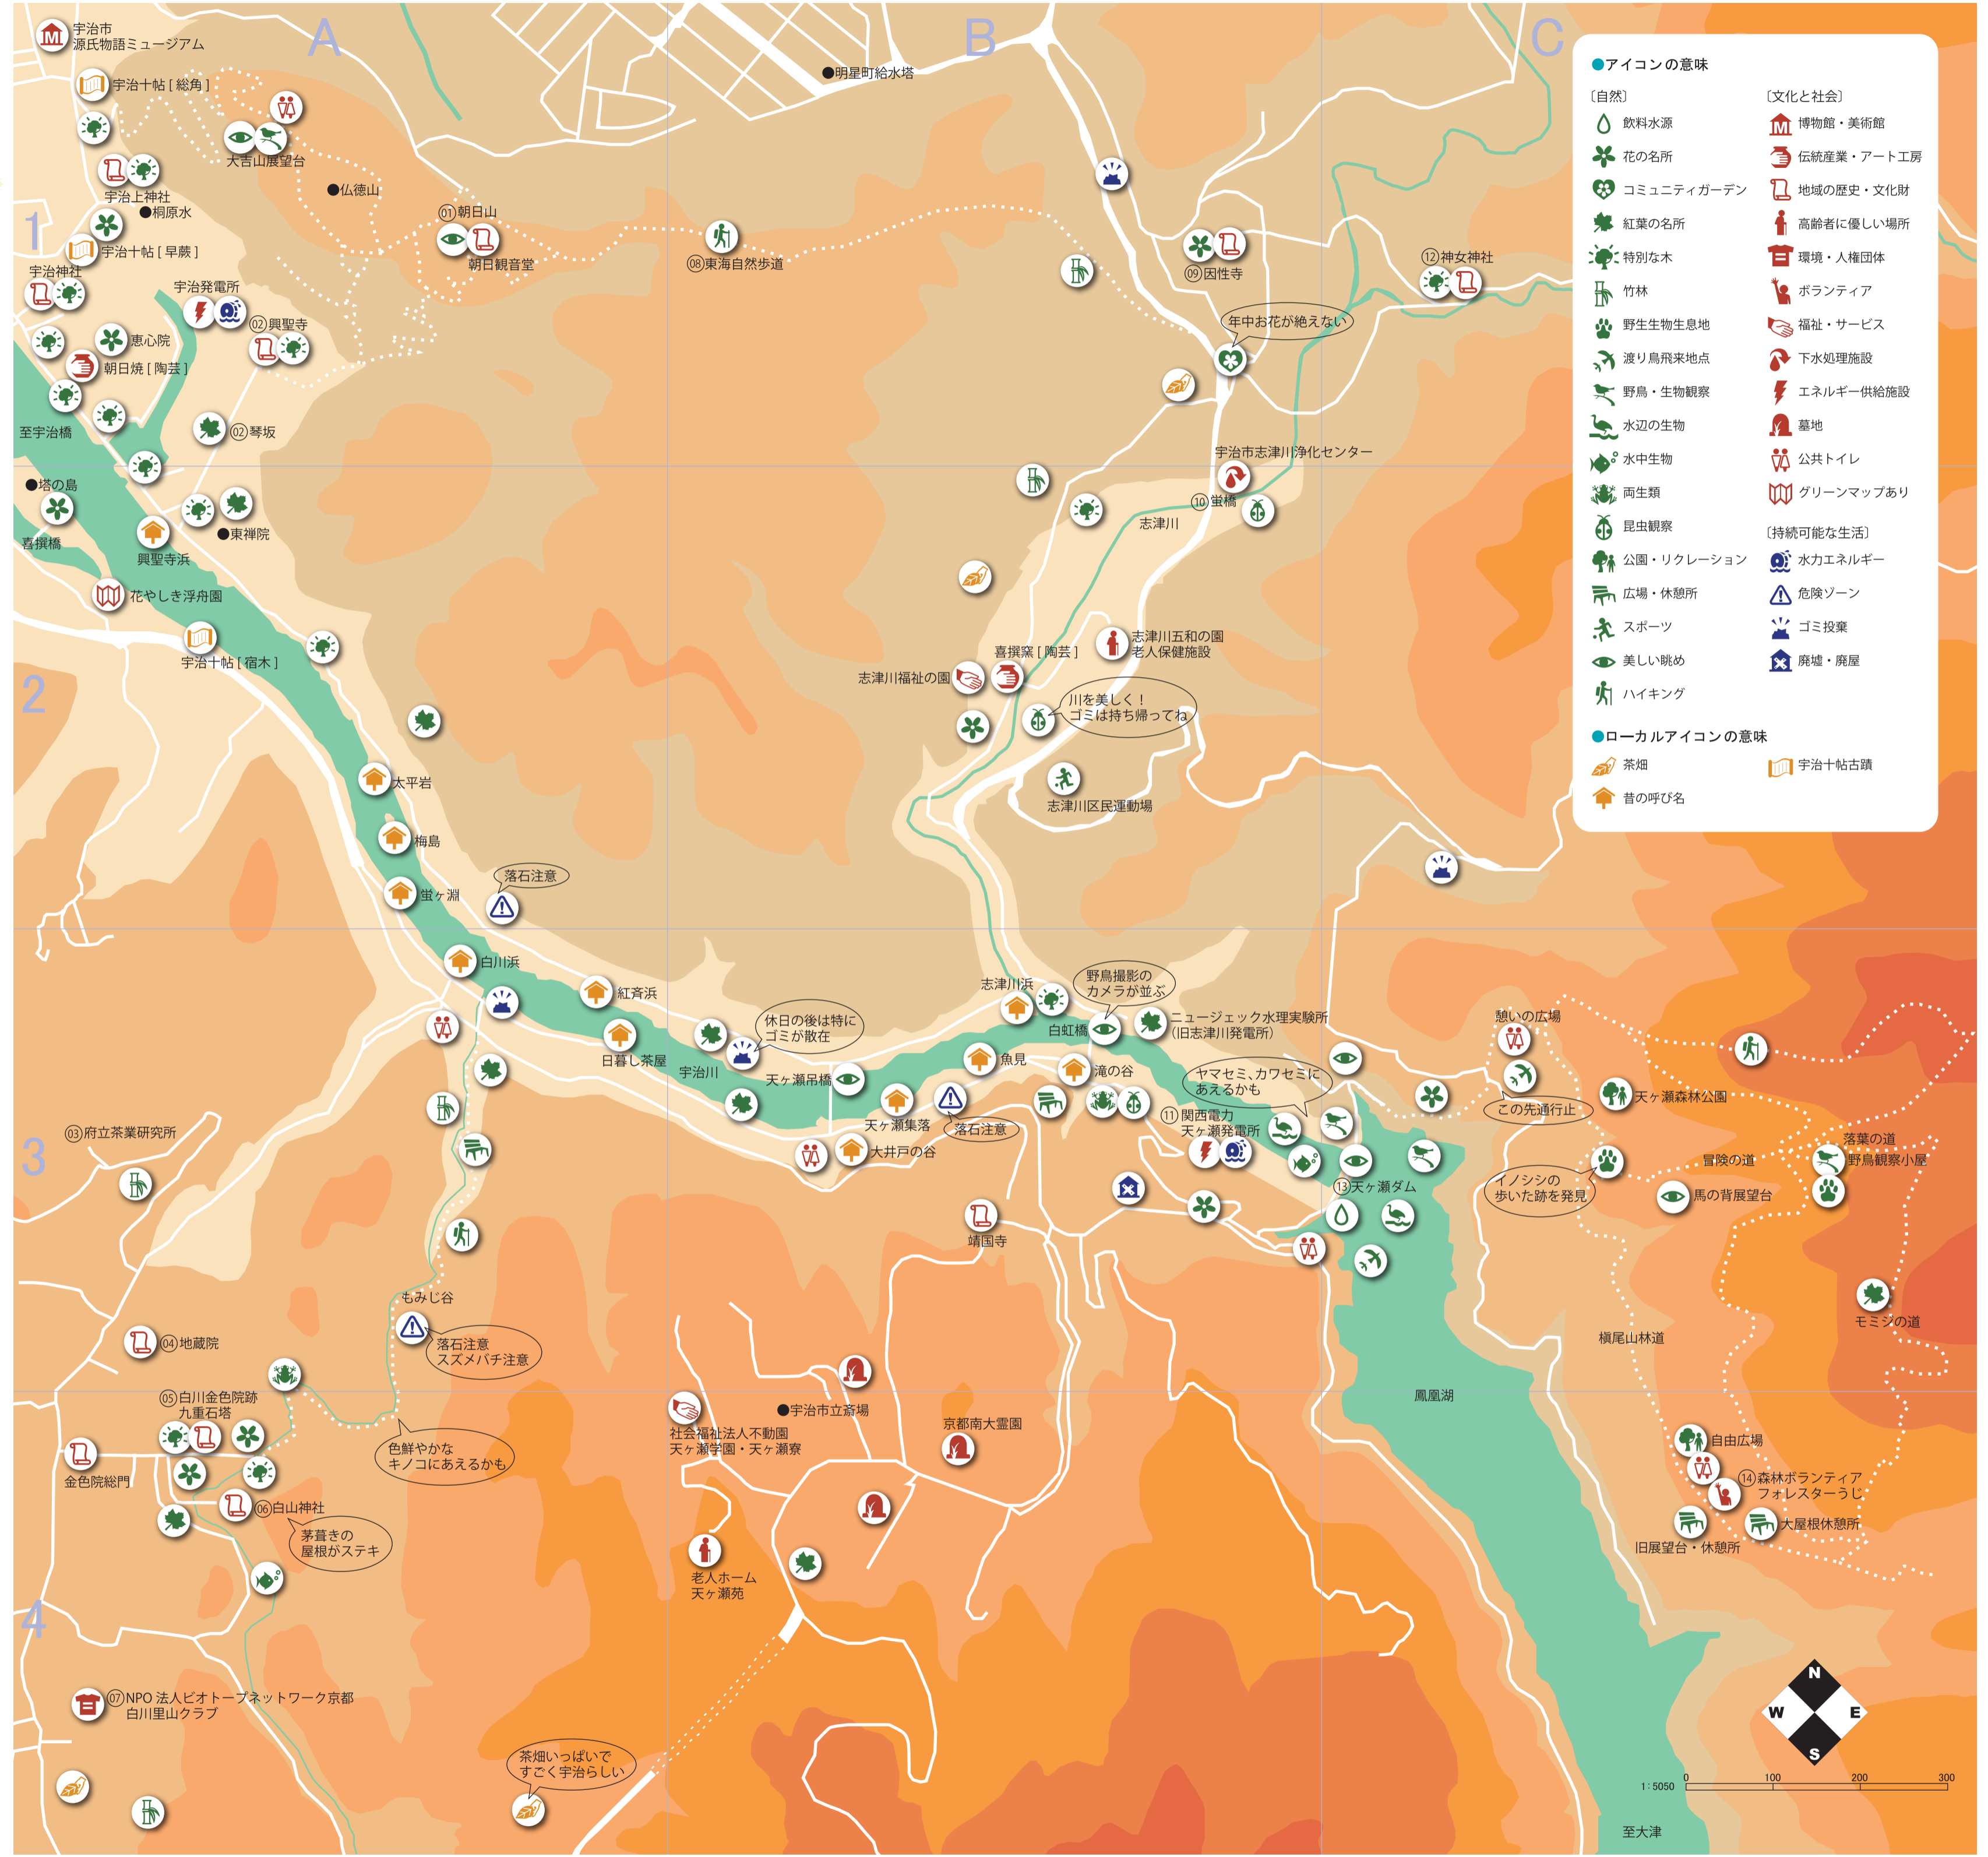 A
B
C
1
2
3
4
宇治市
源氏物語ミュージアム
宇治十帖 [ 総角 ]
大吉山展望台
●明星町給水塔
●仏徳山
宇治上神社
●桐原水
宇治十帖 [ 早蕨 ]
宇治神社
宇治発電所
01朝日山
朝日観音堂
08東海自然歩道
09因性寺
12神女神社
年中お花が絶えない
02興聖寺
恵心院
朝日焼 [ 陶芸 ]
至宇治橋
02琴坂
宇治市志津川浄化センター
10蛍橋
志津川
●塔の島
喜撰橋
●東禅院
興聖寺浜
花やしき浮舟園
宇治十帖 [ 宿木 ]
志津川五和の園
老人保健施設
喜撰窯 [ 陶芸 ]
志津川福祉の園
川を美しく！
ゴミは持ち帰ってね
志津川区民運動場
太平岩
梅島
蛍ヶ淵
落石注意
白川浜
紅斉浜
日暮し茶屋
宇治川
休日の後は特に
ゴミが散在
天ヶ瀬吊橋
天ヶ瀬集落
大井戸の谷
落石注意
志津川浜
野鳥撮影の
カメラが並ぶ
白虹橋
ニュージェック水理実験所
（旧志津川発電所）
魚見
滝の谷
ヤマセミ､カワセミに
あえるかも
11関西電力
天ヶ瀬発電所
13天ヶ瀬ダム
憩いの広場
この先通行止
天ヶ瀬森林公園
落葉の道
冒険の道
野鳥観察小屋
馬の背展望台
イノシシの
歩いた跡を発見
モミジの道
槇尾山林道
鳳凰湖
03府立茶業研究所
靖国寺
もみじ谷
落石注意
スズメバチ注意
04地蔵院
05白川金色院跡
九重石塔
金色院総門
06白山神社
茅葺きの
屋根がステキ
色鮮やかな
キノコにあえるかも
社会福祉法人不動園
天ヶ瀬学園・天ヶ瀬寮
●宇治市立斎場
京都南大霊園
老人ホーム
天ヶ瀬苑
自由広場
14森林ボランティア
フォレスターうじ
大屋根休憩所
旧展望台・休憩所
07NPO 法人ビオトープネットワーク京都
白川里山クラブ
茶畑いっぱいで
すごく宇治らしい
至大津
N
W
E
S
1：5050
0
100
200
300
●アイコンの意味
〔自然〕
飲料水源
花の名所
コミュニティガーデン
紅葉の名所
特別な木
竹林
野生生物生息地
渡り鳥飛来地点
野鳥・生物観察
水辺の生物
水中生物
両生類
昆虫観察
公園・リクレーション
広場・休憩所
スポーツ
美しい眺め
ハイキング
〔文化と社会〕
博物館・美術館
伝統産業・アート工房
地域の歴史・文化財
高齢者に優しい場所
環境・人権団体
ボランティア
福祉・サービス
下水処理施設
エネルギー供給施設
墓地
公共トイレ
グリーンマップあり
〔持続可能な生活〕
水力エネルギー
危険ゾーン
ゴミ投棄
廃墟・廃屋
●ローカルアイコンの意味
茶畑
昔の呼び名
宇治十帖古蹟